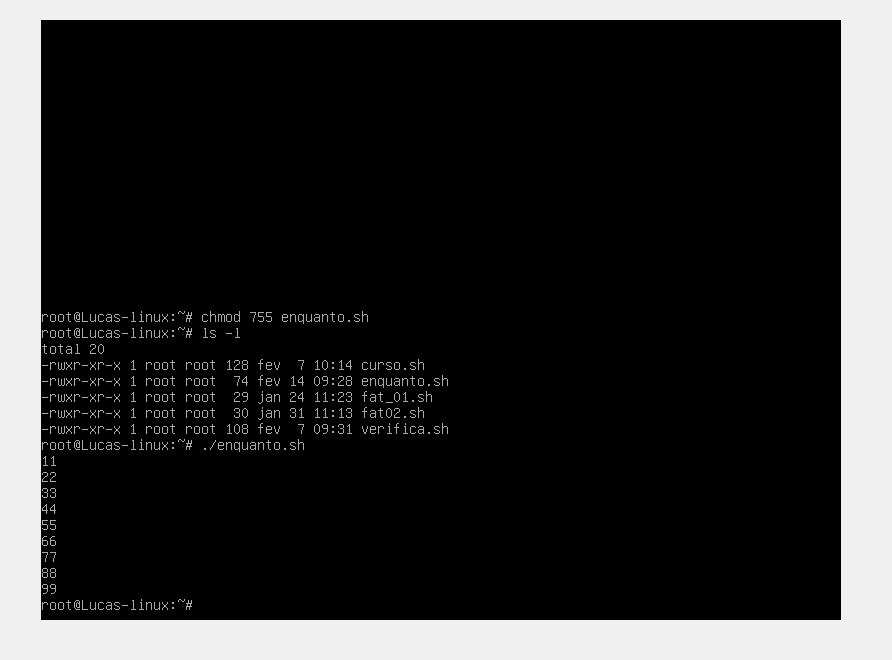 root@Lucas-linux:~# chmod 755 enquanto.sh
root@Lucas-linux:~# ls -l
total 20
-rwxr-xr-x 1 root root 128 fev  7 10:14 curso.sh
-rwxr-xr-x 1 root root  74 fev 14 09:28 enquanto.sh
-rwxr-xr-x 1 root root  29 jan 24 11:23 fat_01.sh
-rwxr-xr-x 1 root root  30 jan 31 11:13 fat02.sh
-rwxr-xr-x 1 root root 108 fev  7 09:31 verifica.sh
root@Lucas-linux:~# ./enquanto.sh
11
22
33
44
55
66
77
88
99
root@Lucas-linux:~#